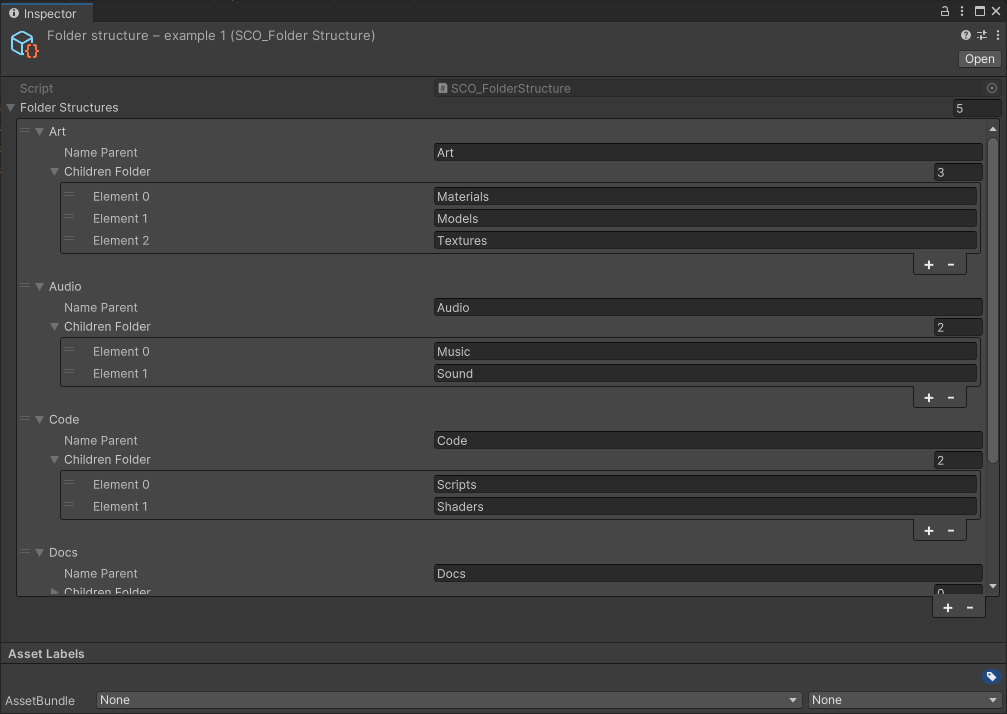 Inspector
Folder structure – example 1 (SCO_Folder Structure)
Open
Script SCO_FolderStructure
Folder Structures 5
Art
Name Parent Art
Children Folder 3
Element 0 Materials
Element 1 Models
Element 2 Textures
+ -
Audio
Name Parent Audio
Children Folder 2
Element 0 Music
Element 1 Sound
+ -
Code
Name Parent Code
Children Folder 2
Element 0 Scripts
Element 1 Shaders
+ -
Docs
Name Parent Docs
Children Folder 0
+ -
Asset Labels
AssetBundle None None